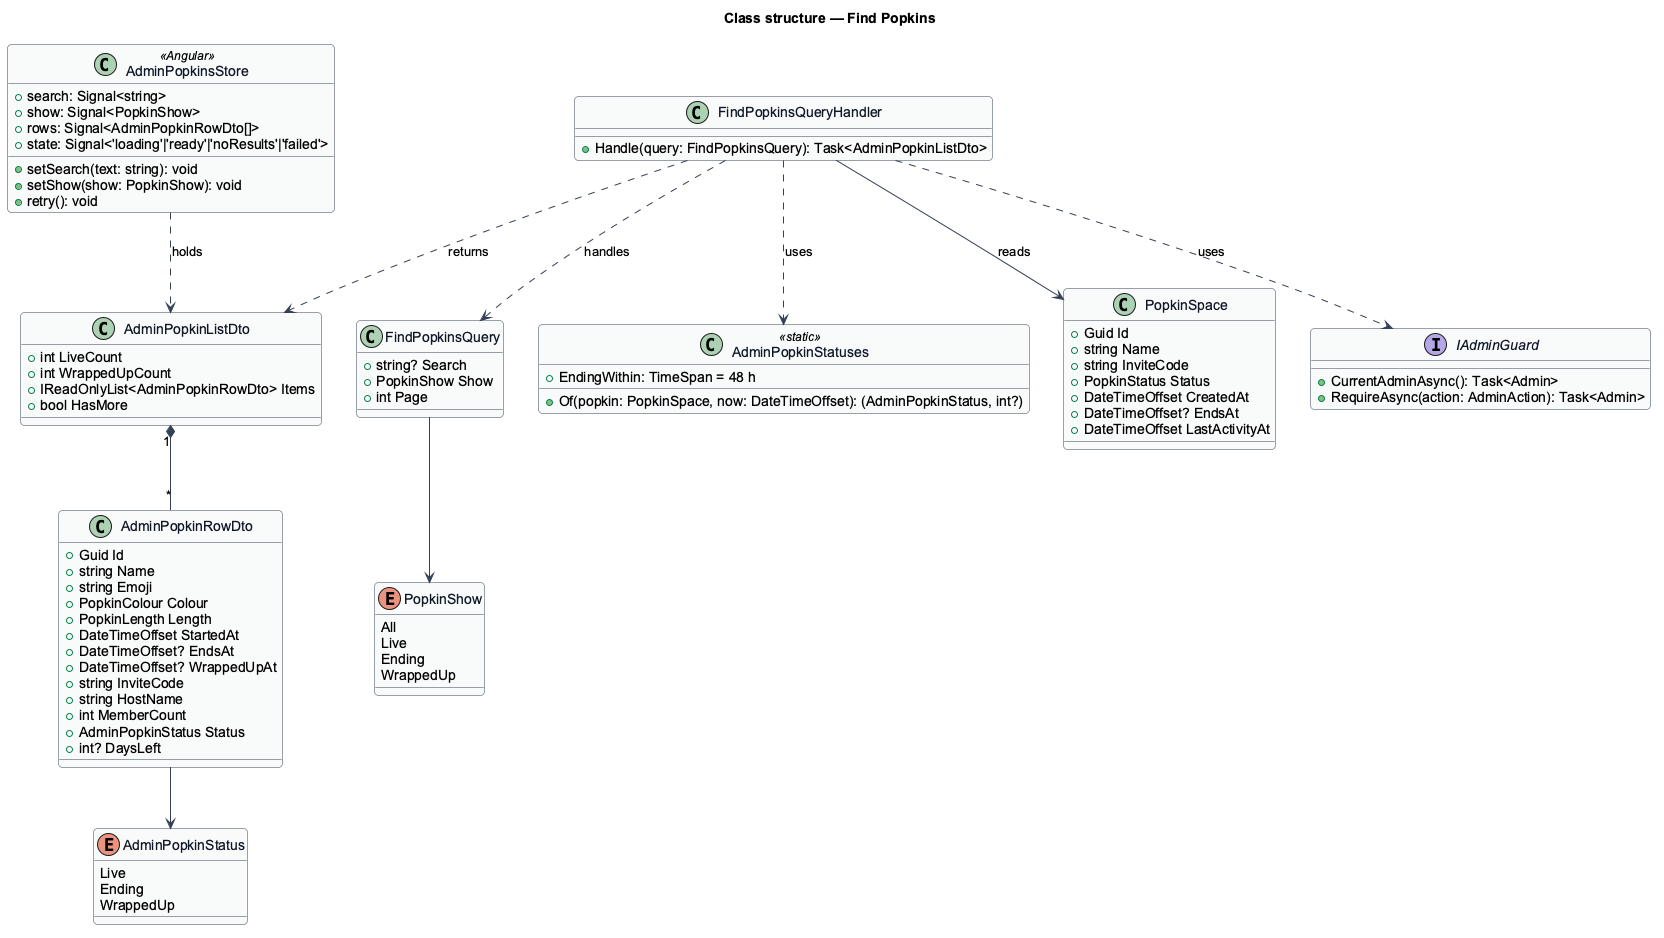 Class structure — Find Popkins
«Angular»
C AdminPopkinsStore
search: Signal<string>
show: Signal<PopkinShow>
rows: Signal<AdminPopkinRowDto[]>
state: Signal<'loading'|'ready'|'noResults'|'failed'>
setSearch(text: string): void
setShow(show: PopkinShow): void
retry(): void
C FindPopkinsQueryHandler
Handle(query: FindPopkinsQuery): Task<AdminPopkinListDto>
holds
returns
handles
uses
reads
uses
C AdminPopkinListDto
int LiveCount
int WrappedUpCount
IReadOnlyList<AdminPopkinRowDto> Items
bool HasMore
C FindPopkinsQuery
string? Search
PopkinShow Show
int Page
«static»
C AdminPopkinStatuses
EndingWithin: TimeSpan = 48 h
Of(popkin: PopkinSpace, now: DateTimeOffset): (AdminPopkinStatus, int?)
C PopkinSpace
Guid Id
string Name
string InviteCode
PopkinStatus Status
DateTimeOffset CreatedAt
DateTimeOffset? EndsAt
DateTimeOffset LastActivityAt
I IAdminGuard
CurrentAdminAsync(): Task<Admin>
RequireAsync(action: AdminAction): Task<Admin>
1
*
C AdminPopkinRowDto
Guid Id
string Name
string Emoji
PopkinColour Colour
PopkinLength Length
DateTimeOffset StartedAt
DateTimeOffset? EndsAt
DateTimeOffset? WrappedUpAt
string InviteCode
string HostName
int MemberCount
AdminPopkinStatus Status
int? DaysLeft
E PopkinShow
All
Live
Ending
WrappedUp
E AdminPopkinStatus
Live
Ending
WrappedUp